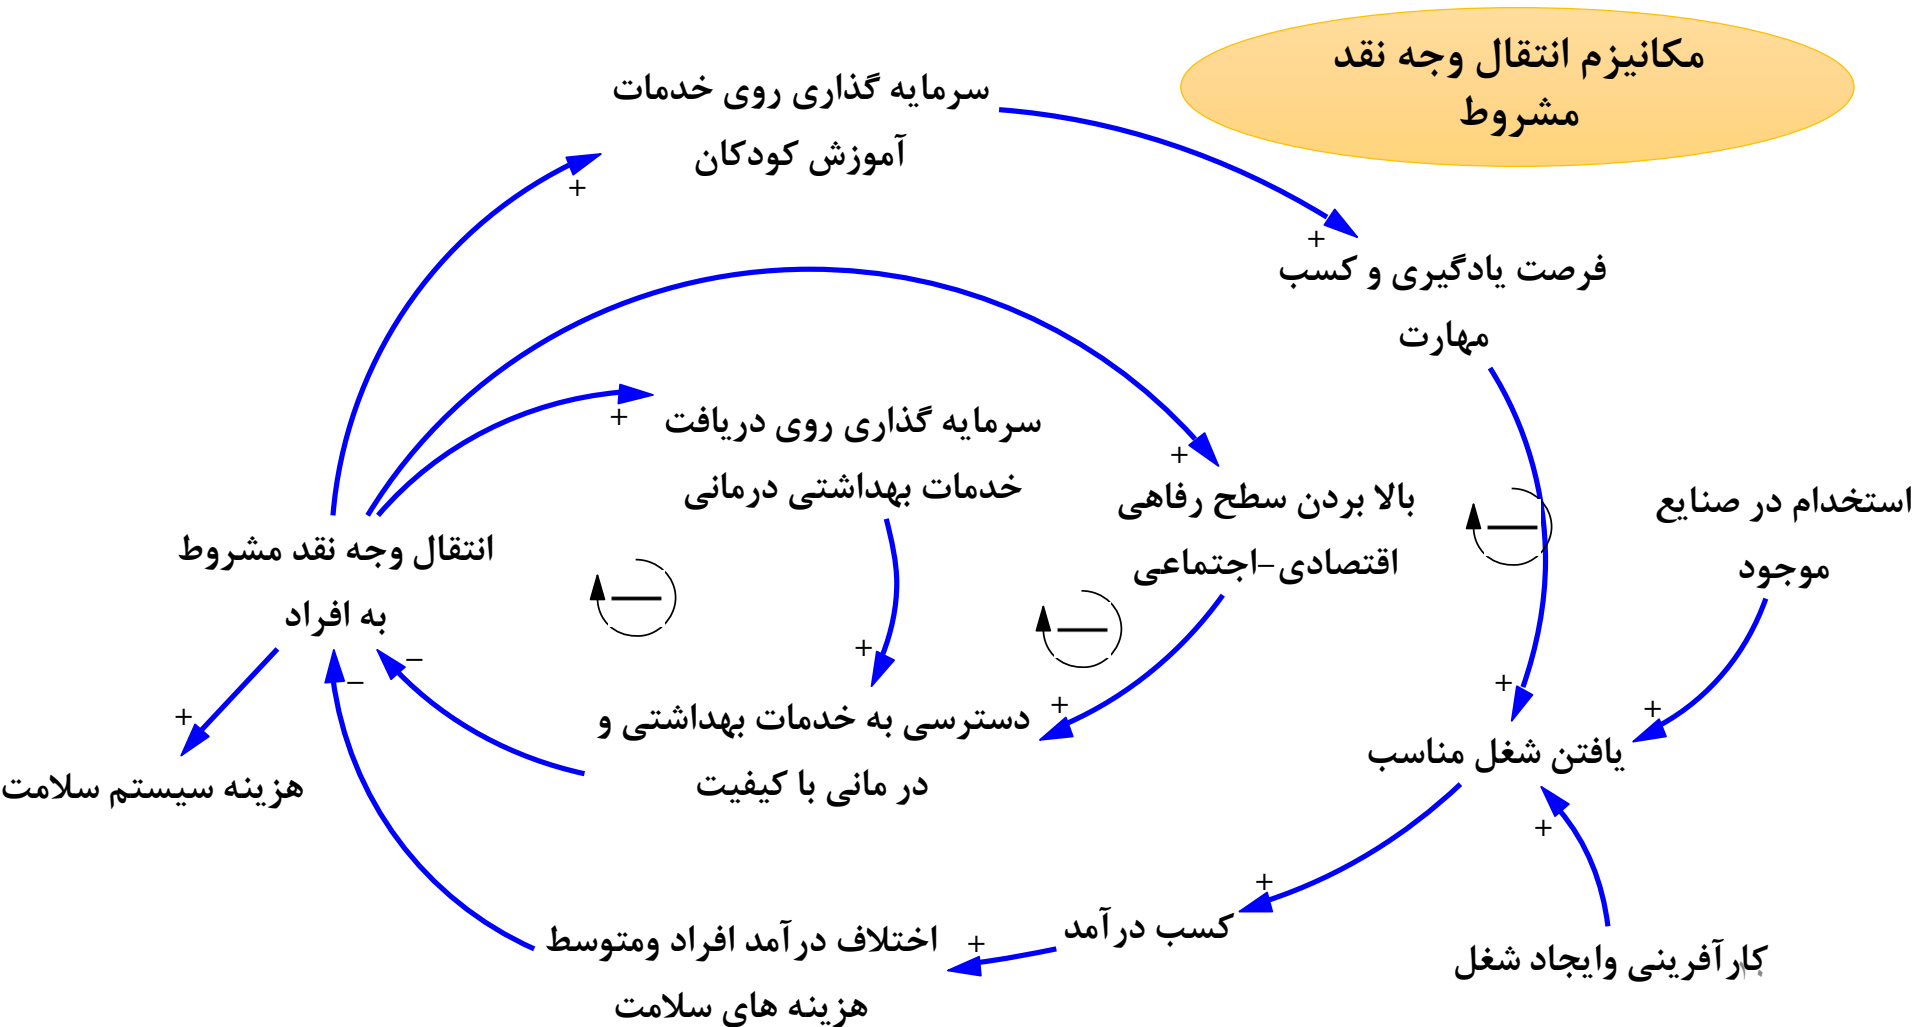 مکانیزم انتقال وجه نقد
مشروط
سرمایه گذاری روی خدمات
آموزش کودکان
+
+
فرصت یادگیری و کسب
مهارت
+
سرمایه گذاری روی دریافت
خدمات بهداشتی درمانی
+
بالا بردن سطح رفاهی
اقتصادی-اجتماعی
استخدام در صنایع
موجود
انتقال وجه نقد مشروط
به افراد
+
–
–
+
+
+
+
+
دسترسی به خدمات بهداشتی و
در مانی با کیفیت
یافتن شغل مناسب
هزینه سیستم سلامت
+
+
کسب درآمد
+
اختلاف درآمد افراد ومتوسط
هزینه های سلامت
کارآفرینی وایجاد شغل